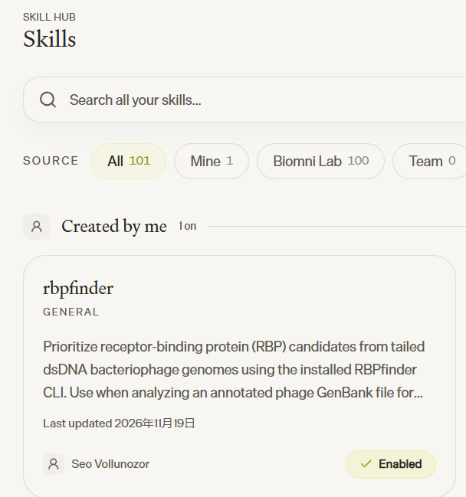 SKILL HUB
Skills
Search all your skills...
SOURCE All 101 Mine 1 Biomni Lab 100 Team 0
Created by me 1 on
rbpfinder
GENERAL
Prioritize receptor-binding protein (RBP) candidates from tailed
dsDNA bacteriophage genomes using the installed RBPfinder
CLI. Use when analyzing an annotated phage GenBank file for...
Last updated 2026年11月19日
Seo Vollunozor Enabled